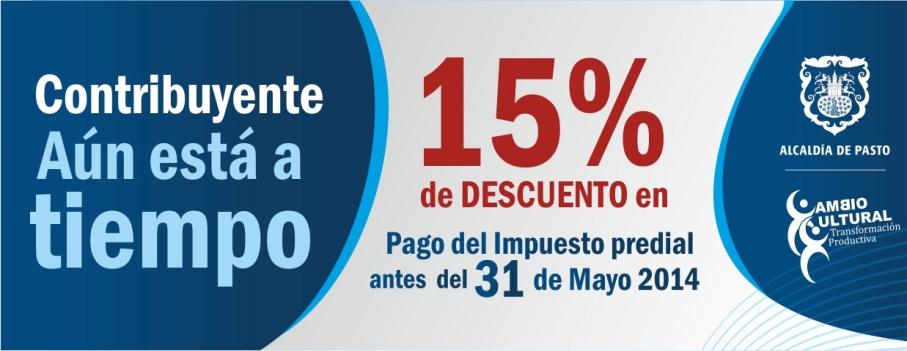 Contribuyente
Aún está a
tiempo
15%
de DESCUENTO en
Pago del Impuesto predial
antes del 31 de Mayo 2014
ALCALDÍA DE PASTO
CAMBIO
CULTURAL
Transformación
Productiva